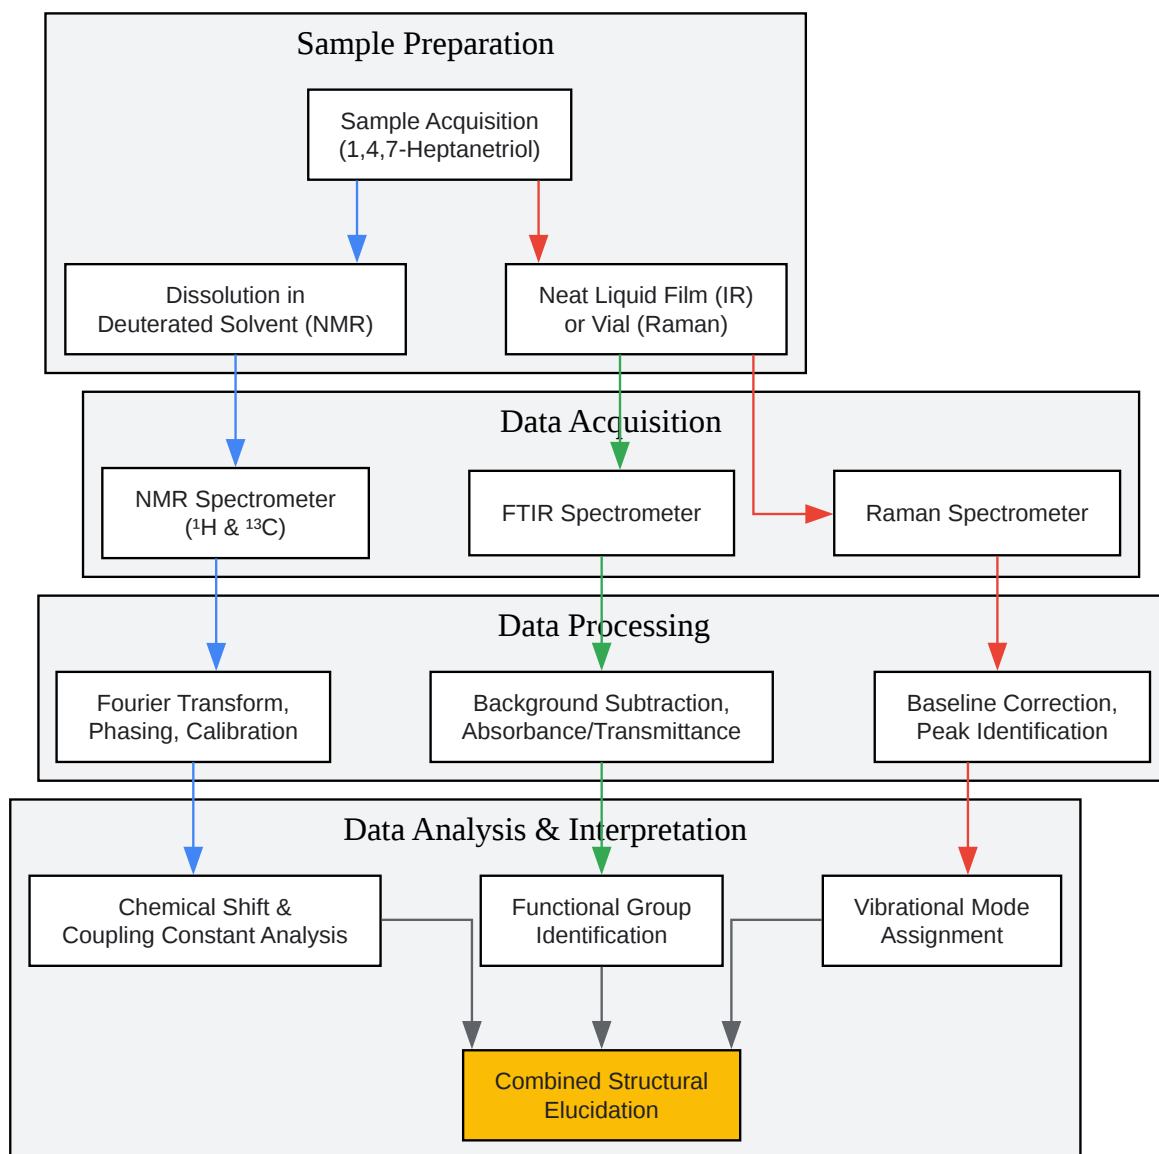 Sample Preparation
Sample Acquisition
(1,4,7-Heptanetriol)
Dissolution in
Deuterated Solvent (NMR)
Neat Liquid Film (IR)
or Vial (Raman)
Data Acquisition
NMR Spectrometer
(¹H & ¹³C)
FTIR Spectrometer
Raman Spectrometer
Data Processing
Fourier Transform,
Phasing, Calibration
Background Subtraction,
Absorbance/Transmittance
Baseline Correction,
Peak Identification
Data Analysis & Interpretation
Chemical Shift &
Coupling Constant Analysis
Functional Group
Identification
Vibrational Mode
Assignment
Combined Structural
Elucidation